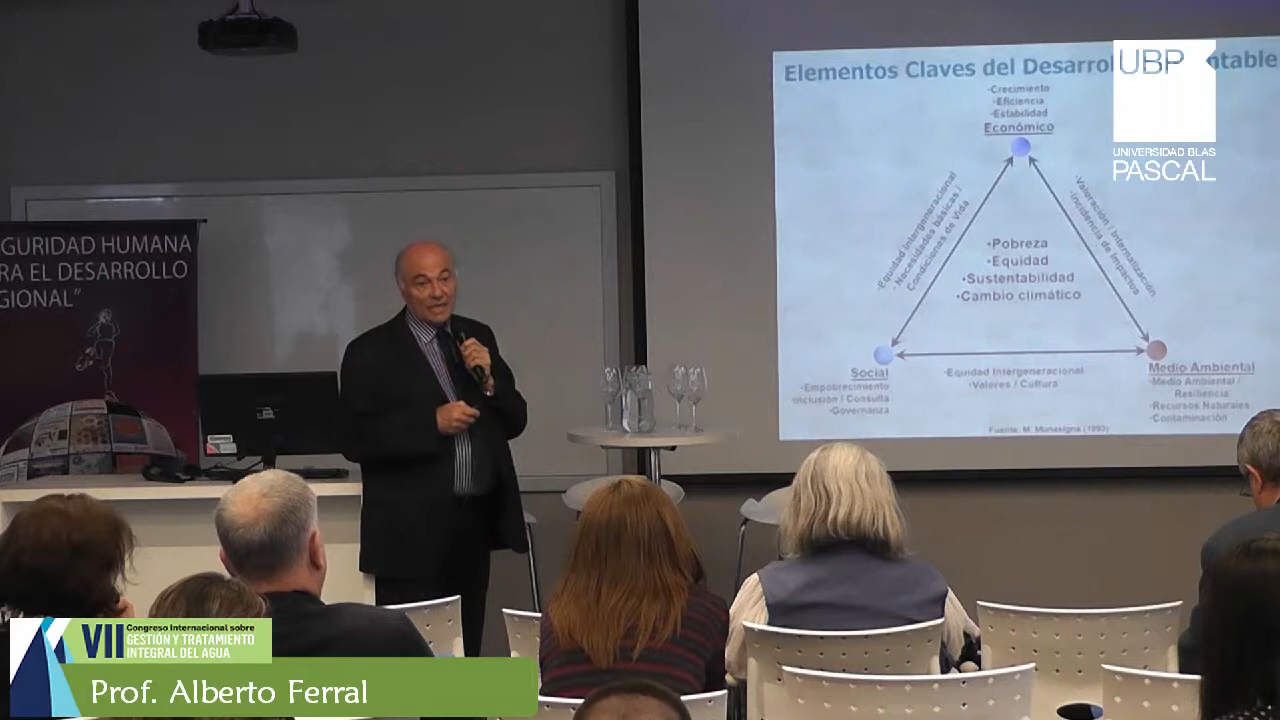 Elementos Claves del Desarrol
ntable
•Crecimiento
•Eficiencia
•Estabilidad
Económico
•Equidad Intergeneracional
• Necesidades básicas /
Condiciones de Vida
•Valoración / Internalización
•Incidencia de Impactos
•Pobreza
•Equidad
•Sustentabilidad
•Cambio climático
Social
•Empobrecimiento
Inclusión / Consulta
•Governanza
•Equidad Intergeneracional
•Valores / Cultura
Medio Ambiental
•Medio Ambiental /
Resiliencia
•Recursos Naturales
•Contaminación
Fuente: M. Munasigna (1993)
UBP
UNIVERSIDAD BLAS
PASCAL
GURIDAD HUMANA
RA EL DESARROLLO
GIONAL"
VII
Congreso Internacional sobre
GESTIÓN Y TRATAMIENTO
INTEGRAL DEL AGUA
Prof. Alberto Ferral